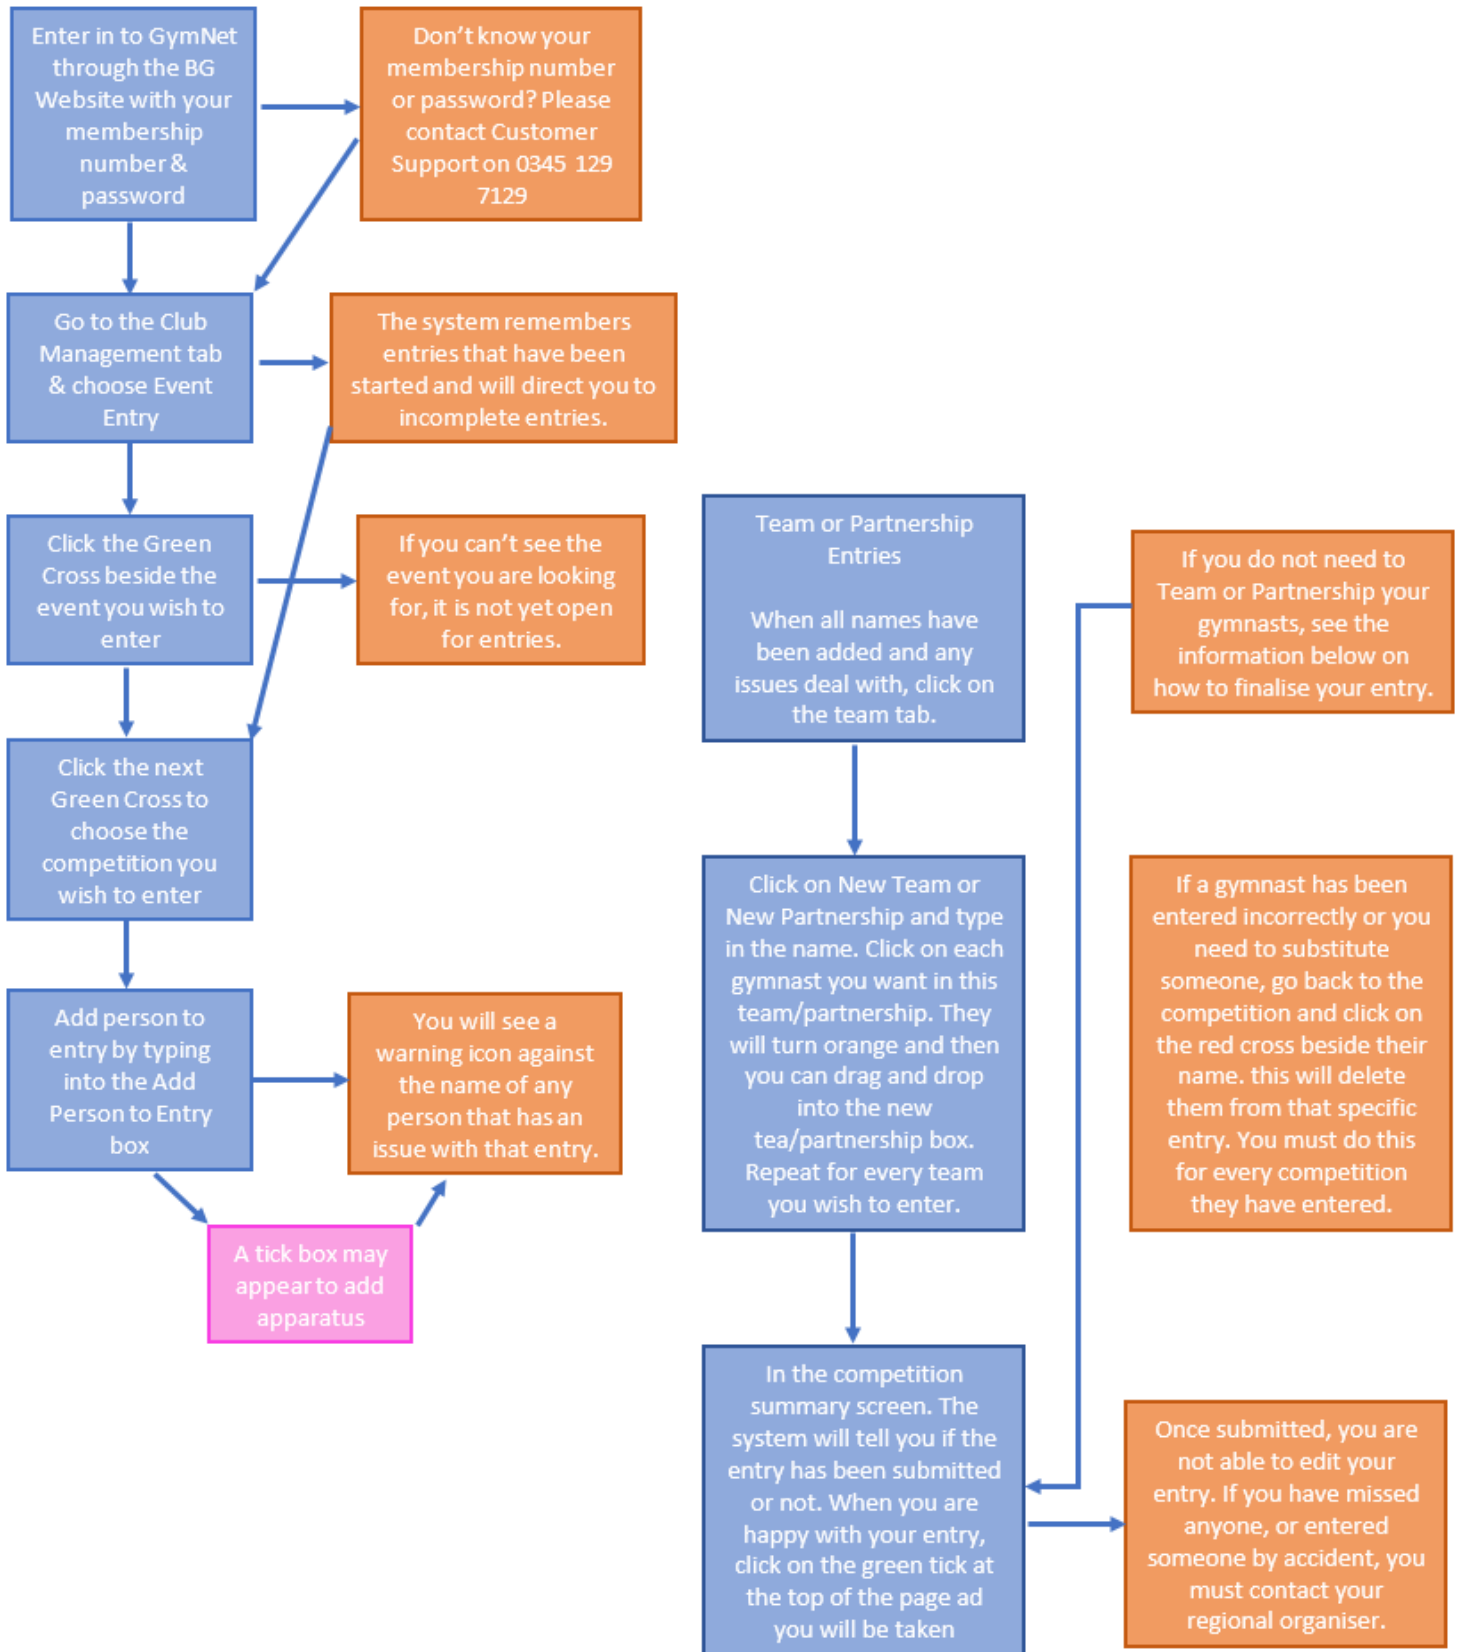 Enter in to GymNet
through the BG
Website with your
membership
number &
password
Don't know your
membership number
or password? Please
contact Customer
Support on 0345 129
7129
Go to the Club
Management tab
& choose Event
Entry
The system remembers
entries that have been
started and will direct you to
incomplete entries.
Click the Green
Cross beside the
event you wish to
enter
If you can't see the
event you are looking
for, it is not yet open
for entries.
Click the next
Green Cross to
choose the
competition you
wish to enter
Add person to
entry by typing
into the Add
Person to Entry
box
You will see a
warning icon against
the name of any
person that has an
issue with that entry.
A tick box may
appear to add
apparatus
Team or Partnership
Entries
When all names have
been added and any
issues deal with, click on
the team tab.
If you do not need to
Team or Partnership your
gymnasts, see the
information below on
how to finalise your entry.
Click on New Team or
New Partnership and type
in the name. Click on each
gymnast you want in this
team/partnership. They
will turn orange and then
you can drag and drop
into the new
tea/partnership box.
Repeat for every team
you wish to enter.
If a gymnast has been
entered incorrectly or you
need to substitute
someone, go back to the
competition and click on
the red cross beside their
name. this will delete
them from that specific
entry. You must do this
for every competition
they have entered.
In the competition
summary screen. The
system will tell you if the
entry has been submitted
or not. When you are
happy with your entry,
click on the green tick at
the top of the page ad
you will be taken
Once submitted, you are
not able to edit your
entry. If you have missed
anyone, or entered
someone by accident, you
must contact your
regional organiser.